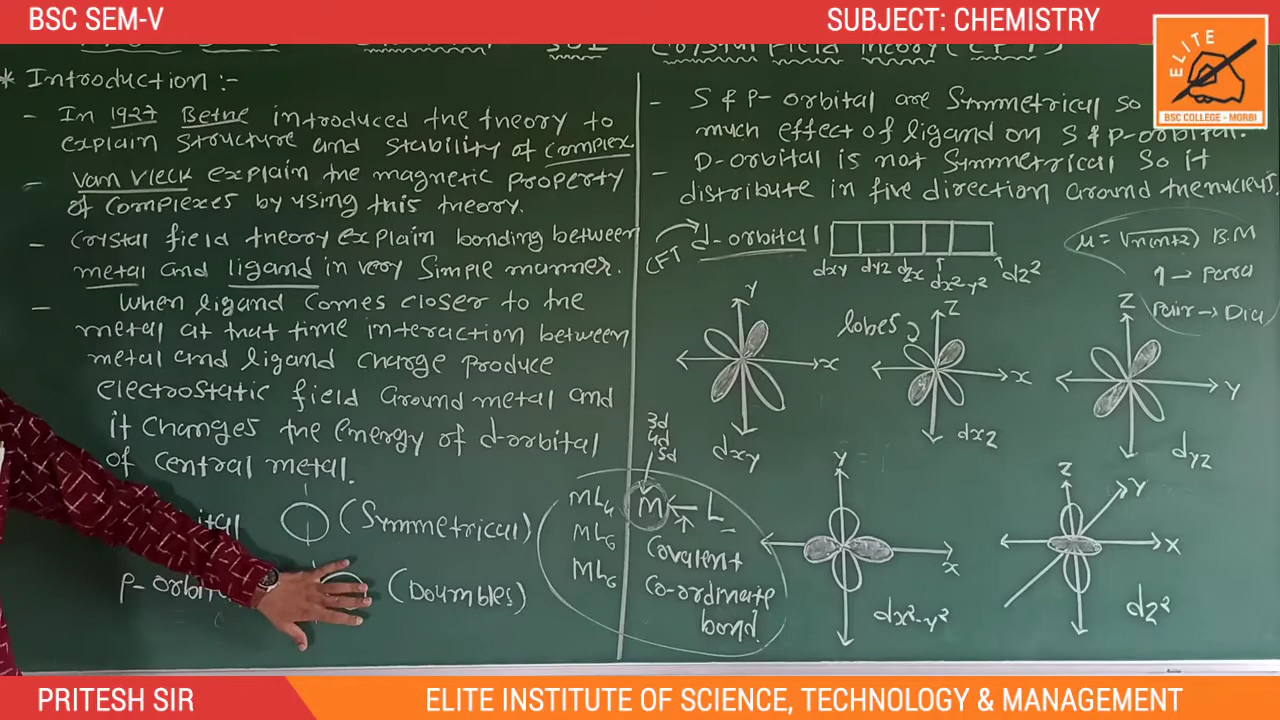 BSC SEM-V
SUBJECT: CHEMISTRY
ELITE
BSC COLLEGE - MORBI
Crystal Field Theory (CFT)
* Introduction :-
- In 1927 Bethe introduced the theory to
explain structure and stability of complex
- Van Vleck explain the magnetic property
of complexes by using this theory.
- Crystal field theory explain bonding between
metal and ligand in very simple manner.
- When ligand comes closer to the
metal at that time interaction between
metal and ligand charge produce
electrostatic field around metal and
it changes the energy of d-orbital
of central metal.
(Symmetrical)
p-orbit
(Doumbles)
- S & P- orbital are symmetrical so
much effect of ligand on S & P-orbital.
- D-orbital is not symmetrical so it
distribute in five direction around the nucleus.
CFT
d-orbital
dxy dyz dzx dx²-y² dz²
μ = √n(n+2) B.M
1 → Para
Pair → Dia
lobes
Y
x
dxy
Z
x
dxz
Z
Y
dyz
3d
4d
5d
ML4
ML6
ML6
M ← L
Covalent
Co-ordinate
bond
Y
x
dx²-y²
Z
Y
X
dz²
PRITESH SIR
ELITE INSTITUTE OF SCIENCE, TECHNOLOGY & MANAGEMENT